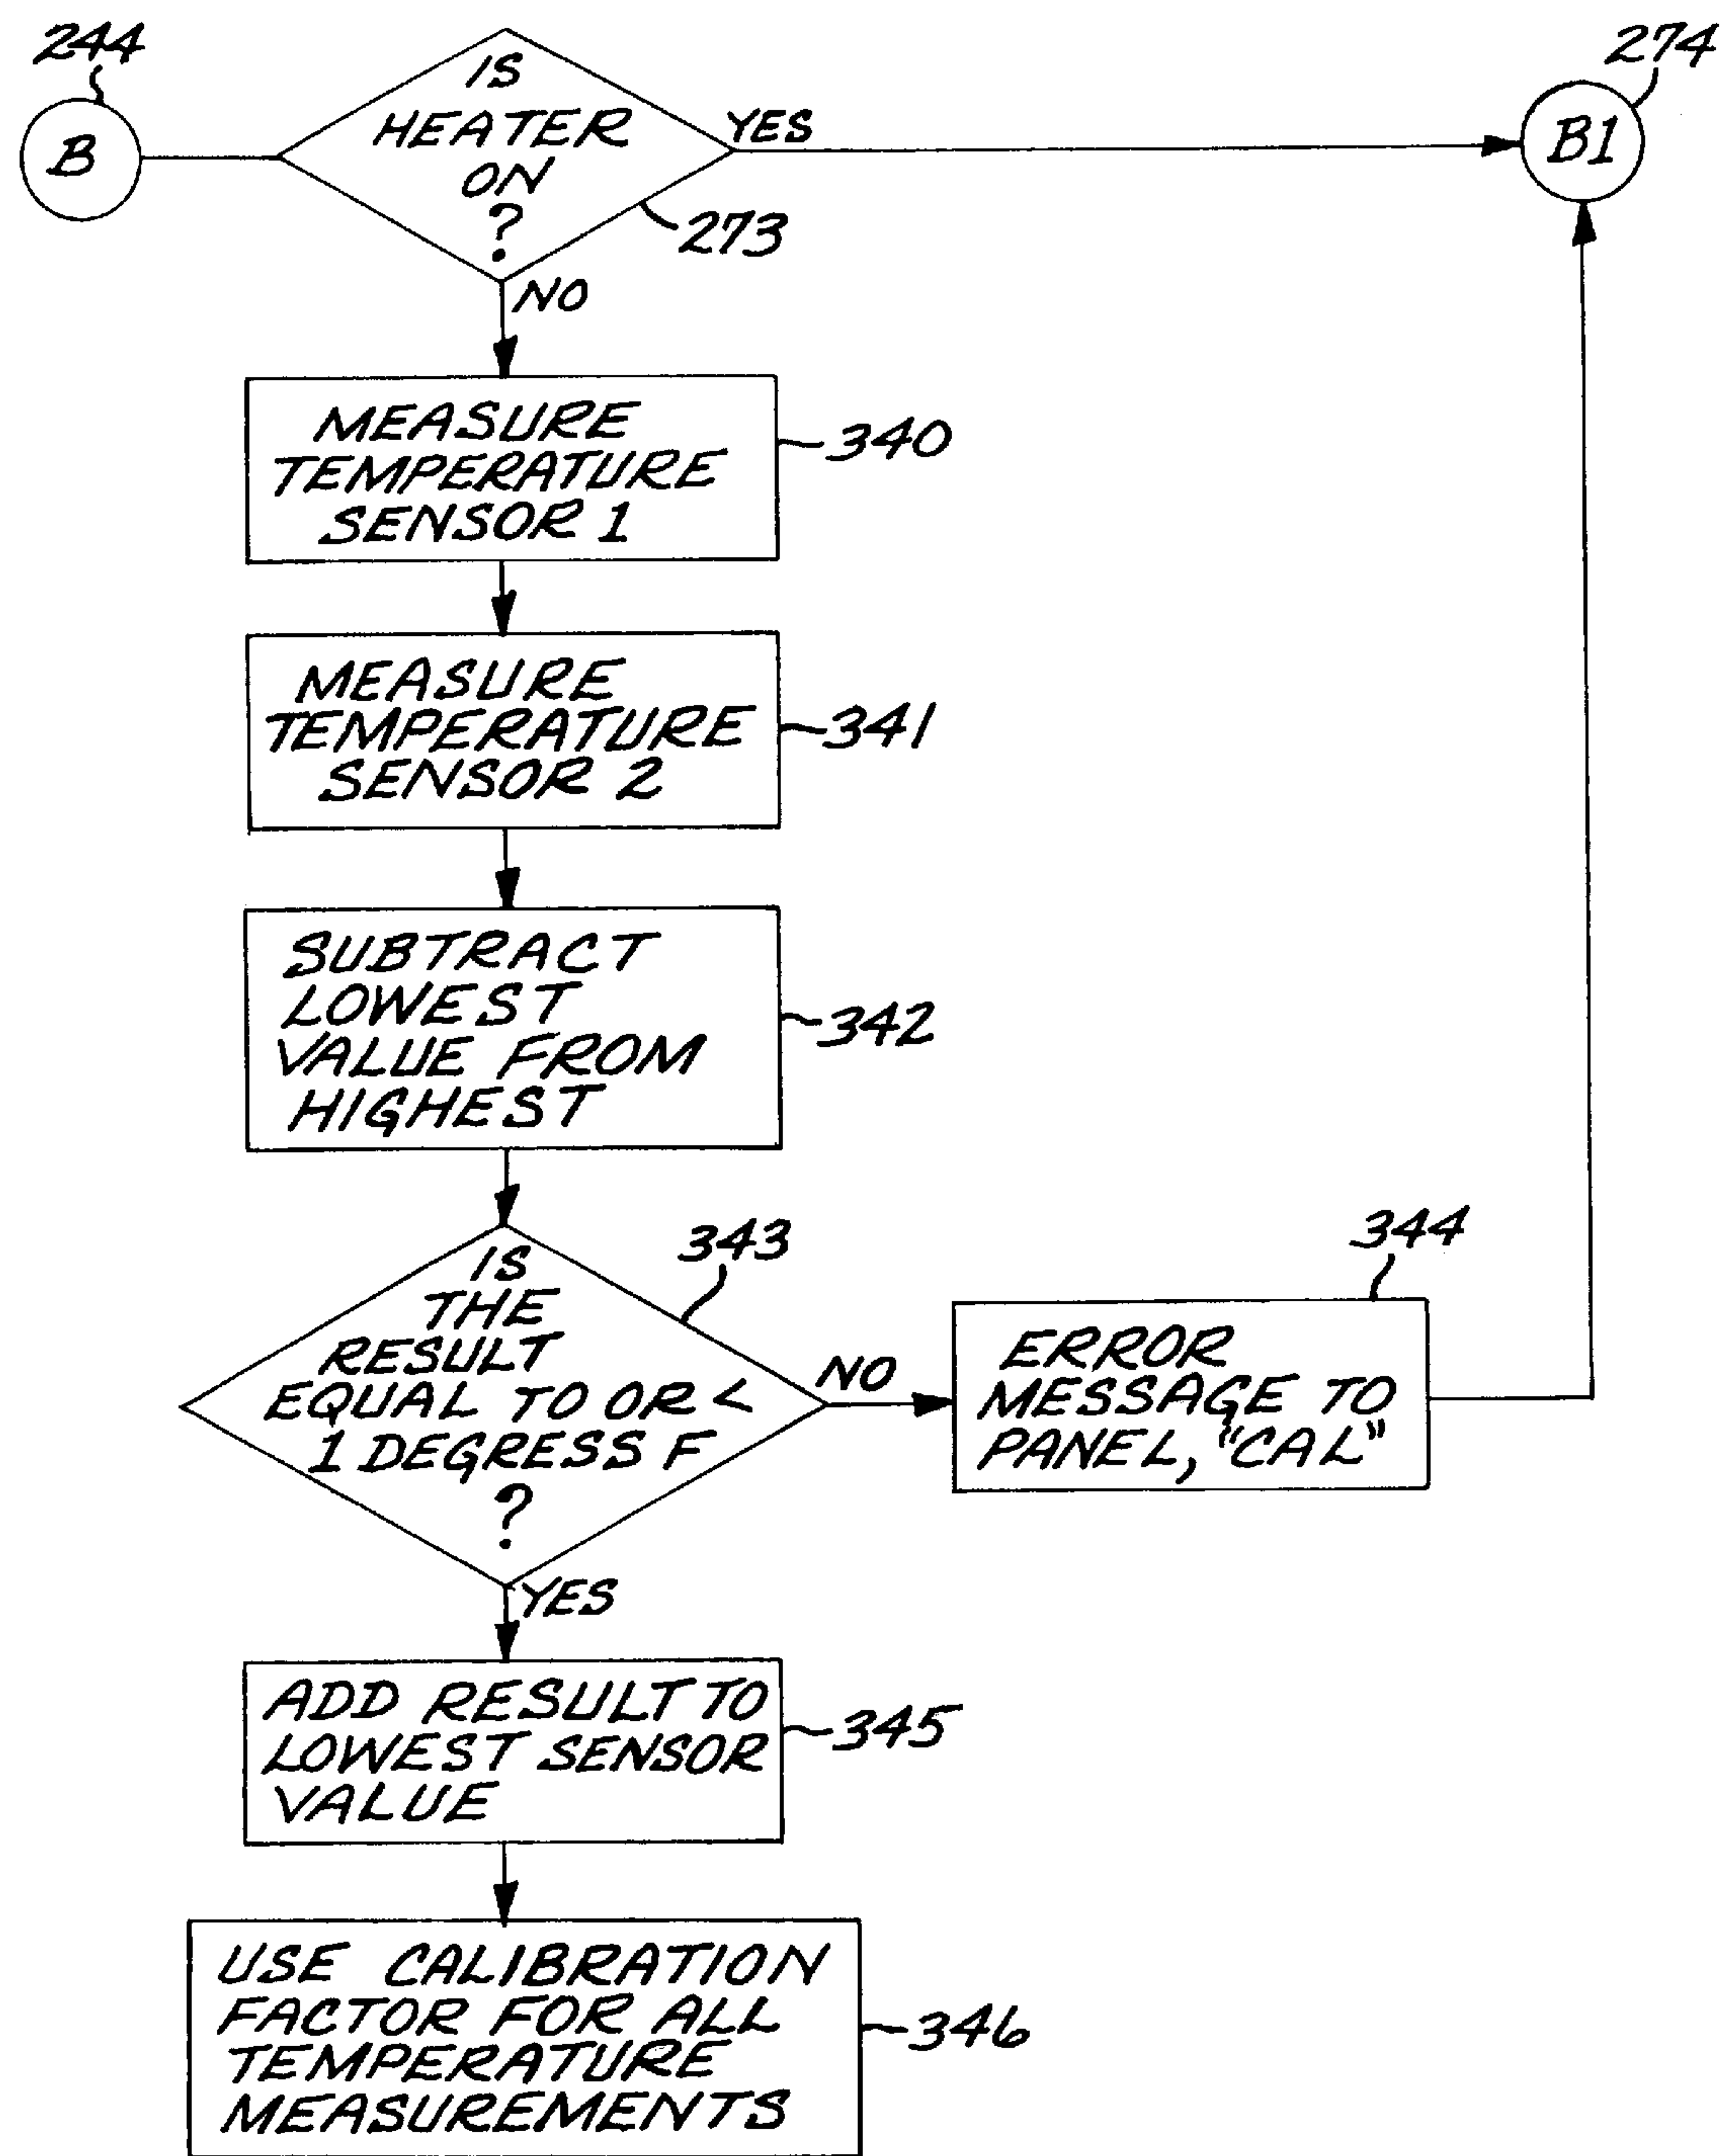 244
B
IS
HEATER
ON
?
YES
273
NO
274
B1
MEASURE
TEMPERATURE
SENSOR 1
340
MEASURE
TEMPERATURE
SENSOR 2
341
SUBTRACT
LOWEST
VALUE FROM
HIGHEST
342
343
IS
THE
RESULT
EQUAL TO OR <
1 DEGRESS F
?
NO
344
ERROR
MESSAGE TO
PANEL, "CAL"
YES
ADD RESULT TO
LOWEST SENSOR
VALUE
345
USE CALIBRATION
FACTOR FOR ALL
TEMPERATURE
MEASUREMENTS
346